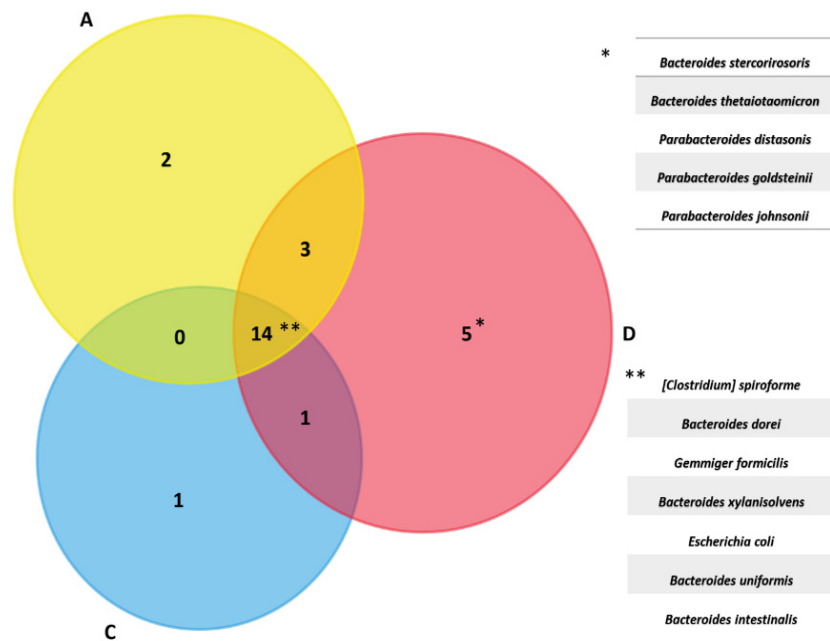 A
2
3
0
14 **
5 *
1
1
C
D
*
Bacteroides stercorirosoris
Bacteroides thetaiotaomicron
Parabacteroides distasonis
Parabacteroides goldsteinii
Parabacteroides johnsonii
**
[Clostridium] spiroforme
Bacteroides dorei
Gemmiger formicilis
Bacteroides xylanisolvens
Escherichia coli
Bacteroides uniformis
Bacteroides intestinalis